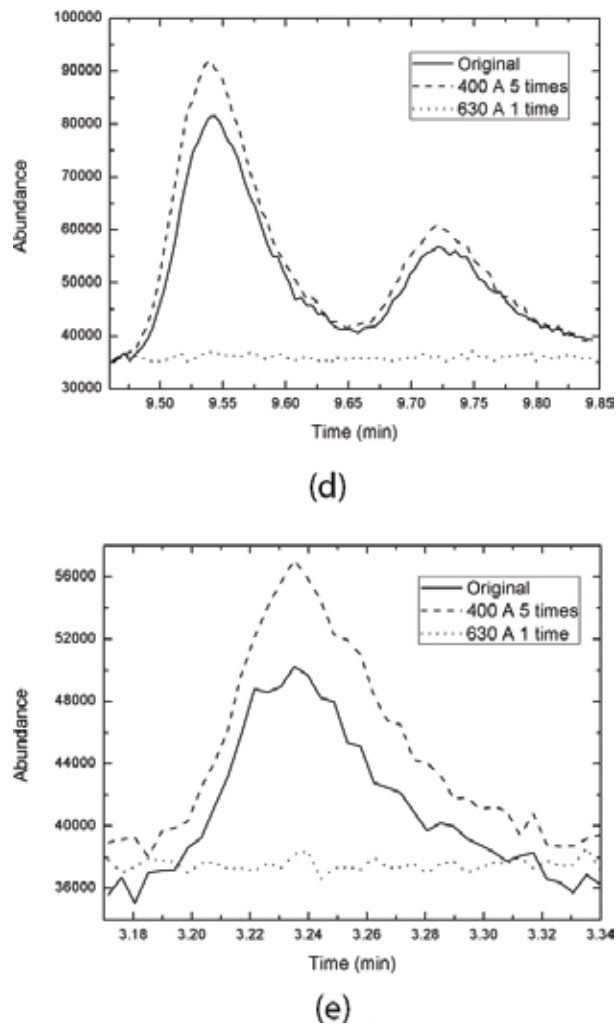 100000
90000
80000
70000
60000
50000
40000
30000
Abundance
Original
400 A 5 times
630 A 1 time
9.50 9.55 9.60 9.65 9.70 9.75 9.80 9.85
Time (min)
(d)
56000
52000
48000
44000
40000
36000
Abundance
Original
400 A 5 times
630 A 1 time
3.18 3.20 3.22 3.24 3.26 3.28 3.30 3.32 3.34
Time (min)
(e)